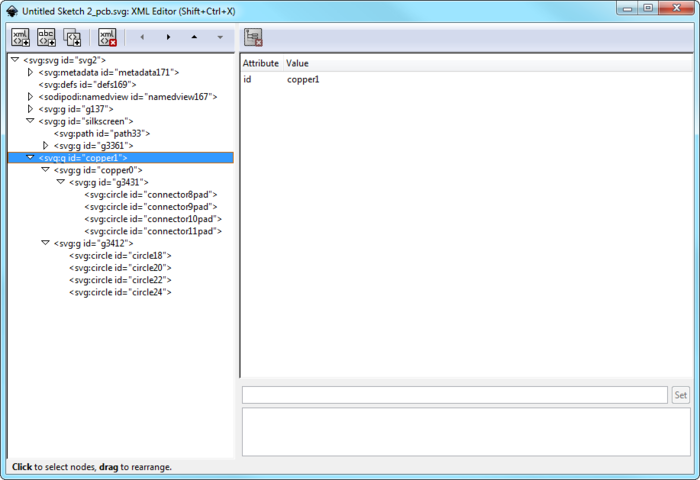 Untitled Sketch 2_pcb.svg: XML Editor (Shift+Ctrl+X)
xml
abc
xml
<svg:svg id="svg2">
<svg:metadata id="metadata171">
<svg:defs id="defs169">
<sodipodi:namedview id="namedview167">
<svg:g id="g137">
<svg:g id="silkscreen">
<svg:path id="path33">
<svg:g id="g3361">
<svg:g id="copper1">
<svg:g id="copper0">
<svg:g id="g3431">
<svg:circle id="connector8pad">
<svg:circle id="connector9pad">
<svg:circle id="connector10pad">
<svg:circle id="connector11pad">
<svg:g id="g3412">
<svg:circle id="circle18">
<svg:circle id="circle20">
<svg:circle id="circle22">
<svg:circle id="circle24">
Attribute Value
id copper1
Set
Click to select nodes, drag to rearrange.